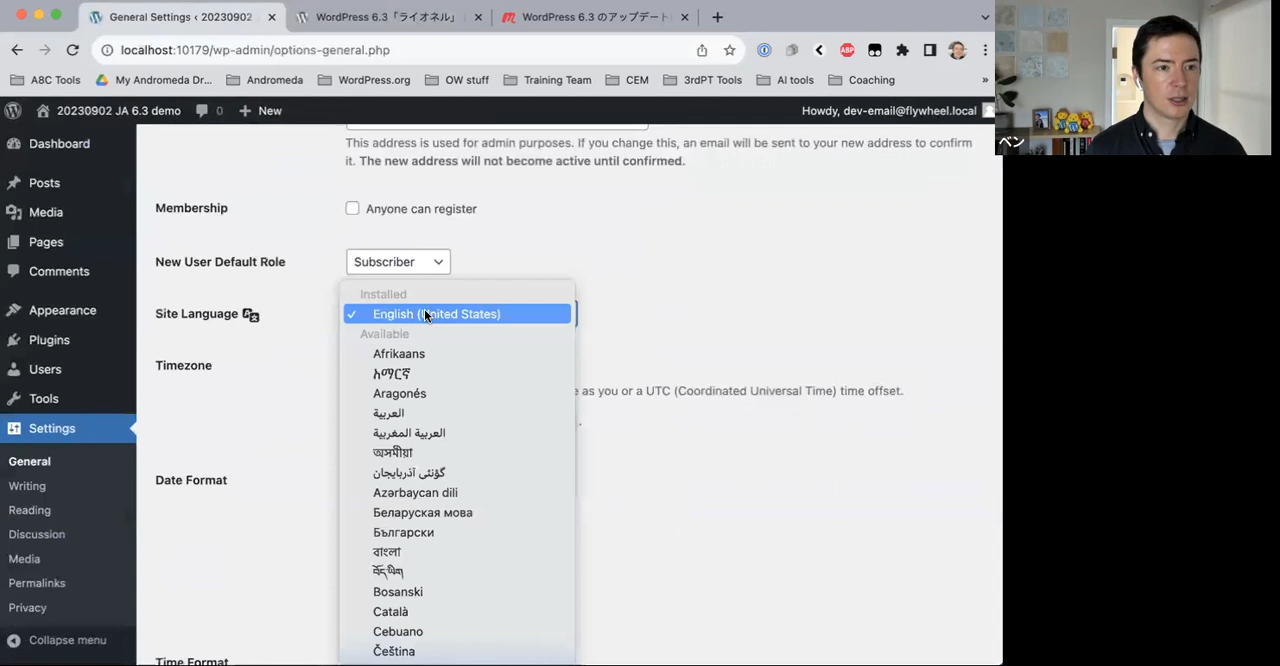 General Settings ‹ 20230902
WordPress 6.3「ライオネル」
WordPress 6.3 のアップデート
localhost:10179/wp-admin/options-general.php
A8C Tools
My Andromeda Dr...
Andromeda
WordPress.org
OW stuff
Training Team
CEM
3rdPT Tools
AI tools
Coaching
»
20230902 JA 6.3 demo
0
New
Howdy, dev-email@flywheel.local
ベン
Dashboard
Posts
Media
Pages
Comments
Appearance
Plugins
Users
Tools
Settings
General
Writing
Reading
Discussion
Media
Permalinks
Privacy
Collapse menu
This address is used for admin purposes. If you change this, an email will be sent to your new address to confirm
it. The new address will not become active until confirmed.
Membership
Anyone can register
New User Default Role
Subscriber
Site Language
Installed
English (United States)
Available
Afrikaans
አማርኛ
Aragonés
العربية
العربية المغربية
অসমীয়া
گؤنئی آذربایجان
Azərbaycan dili
Беларуская мова
Български
বাংলা
བོད་ཡིག
Bosanski
Català
Cebuano
Čeština
Timezone
e as you or a UTC (Coordinated Universal Time) time offset.
Date Format
Time Format